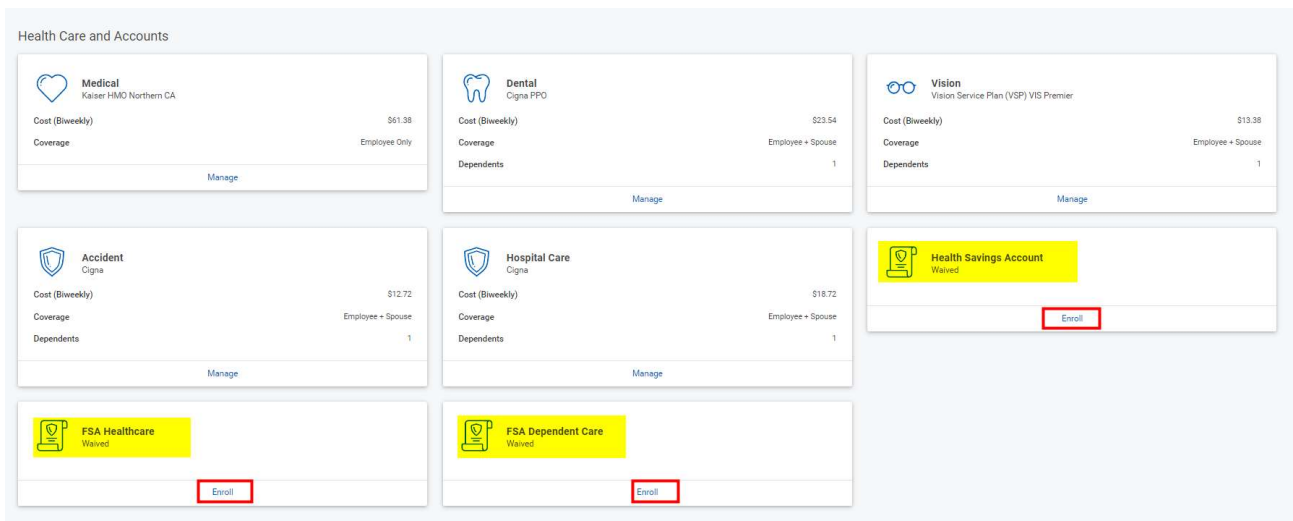 Health Care and Accounts
Medical
Kaiser HMO Northern CA
Cost (Biweekly) $61.38
Coverage Employee Only
Manage
Dental
Cigna PPO
Cost (Biweekly) $23.54
Coverage Employee + Spouse
Dependents 1
Manage
Vision
Vision Service Plan (VSP) VIS Premier
Cost (Biweekly) $13.38
Coverage Employee + Spouse
Dependents 1
Manage
Accident
Cigna
Cost (Biweekly) $12.72
Coverage Employee + Spouse
Dependents 1
Manage
Hospital Care
Cigna
Cost (Biweekly) $18.72
Coverage Employee + Spouse
Dependents 1
Manage
Health Savings Account
Waived
Enroll
FSA Healthcare
Waived
Enroll
FSA Dependent Care
Waived
Enroll